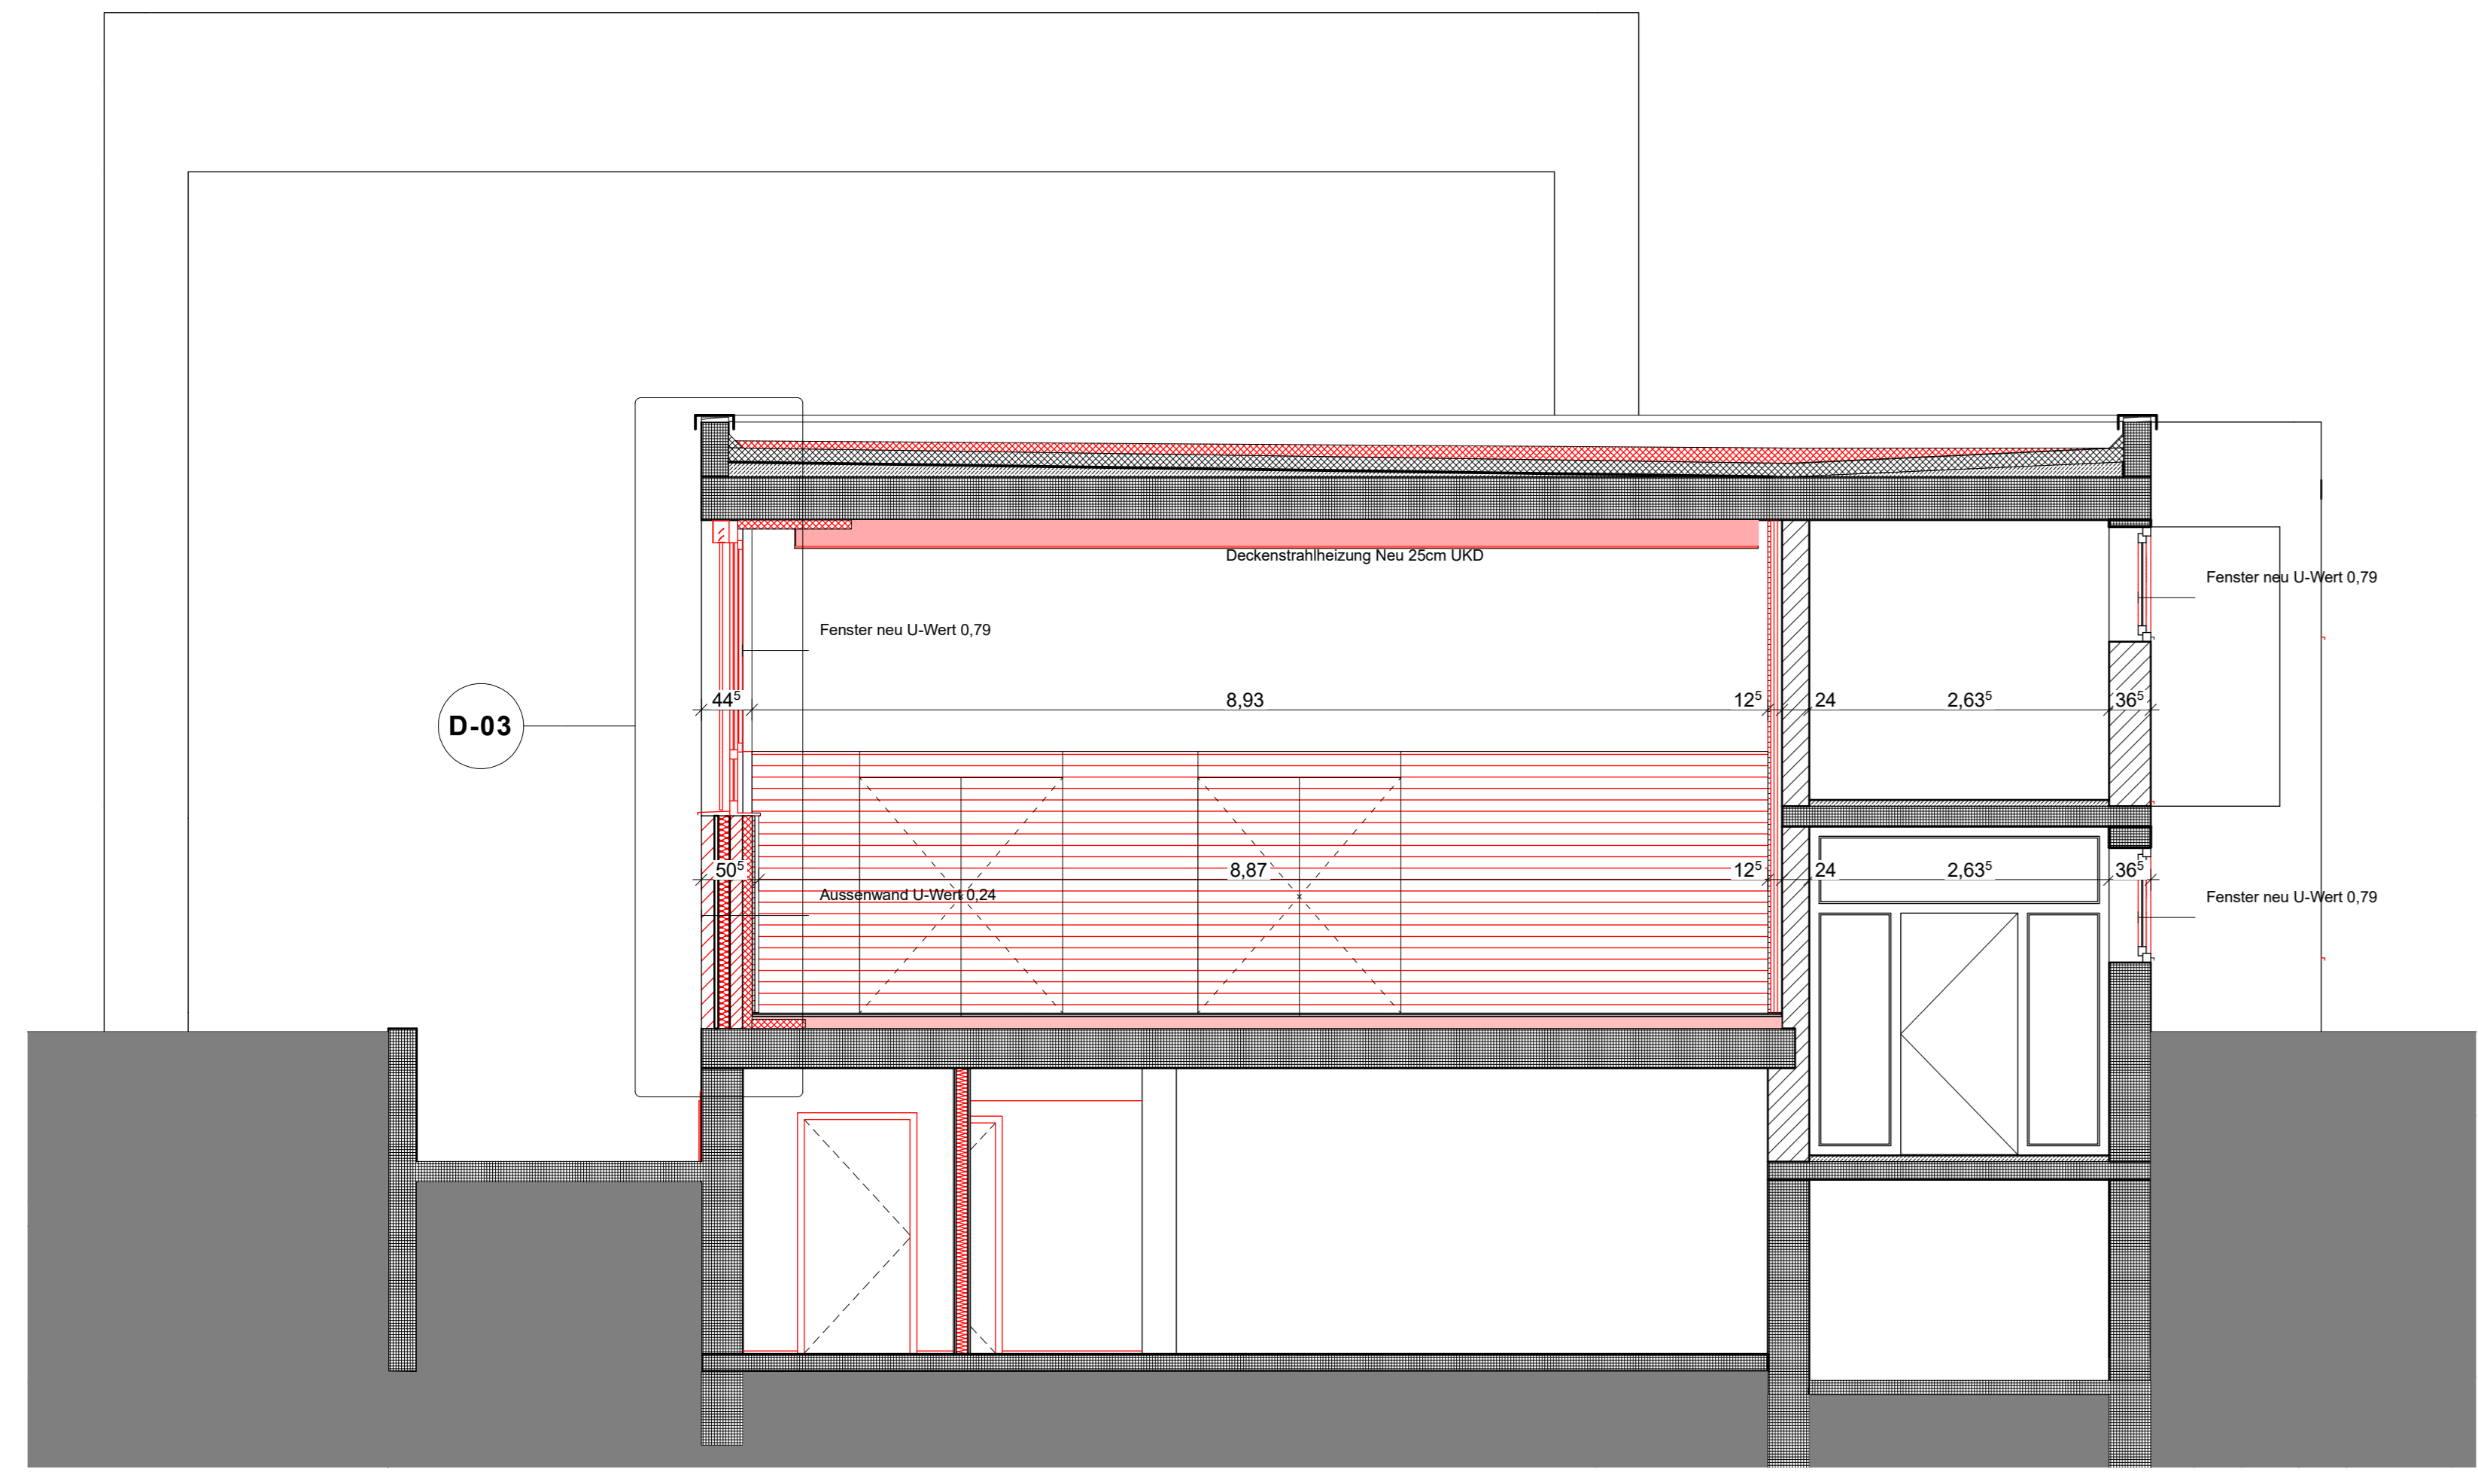 Deckenstrahlheizung Neu 25cm UKD
Fenster neu U-Wert 0,79
Fenster neu U-Wert 0,79
44⁵ 8,93 12⁵ 24 2,63⁵ 36⁵
D-03
50⁵ 8,87 12⁵ 24 2,63⁵ 36⁵
Aussenwand U-Wert 0,24
Fenster neu U-Wert 0,79